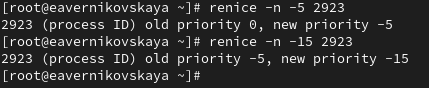 [root@eavernikovskaya ~]# renice -n -5 2923
2923 (process ID) old priority 0, new priority -5
[root@eavernikovskaya ~]# renice -n -15 2923
2923 (process ID) old priority -5, new priority -15
[root@eavernikovskaya ~]#